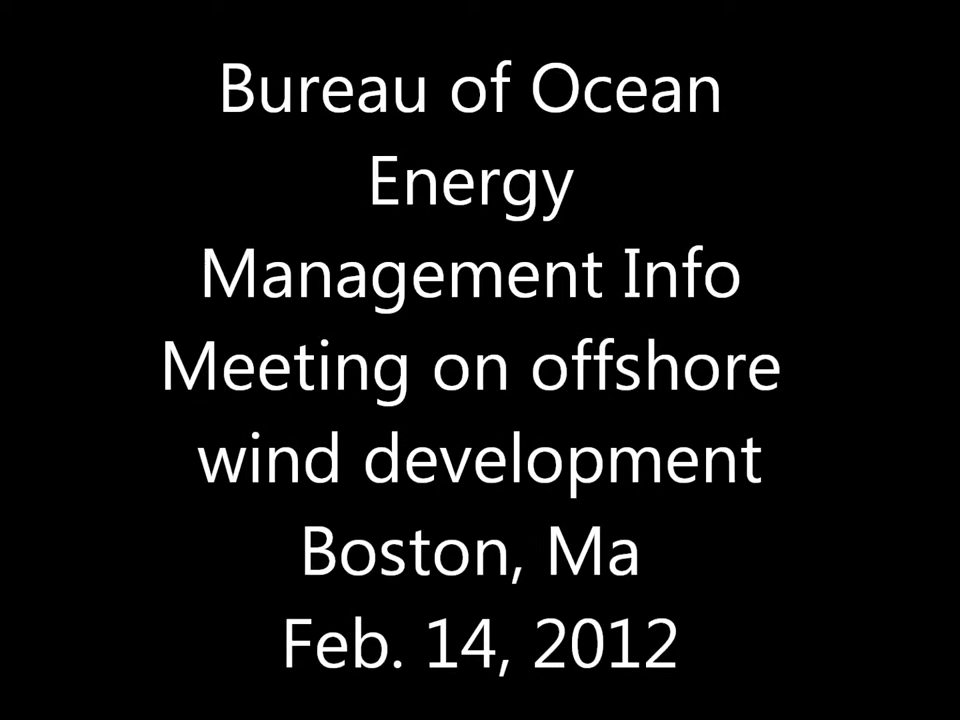 Bureau of Ocean
Energy
Management Info
Meeting on offshore
wind development
Boston, Ma
Feb. 14, 2012